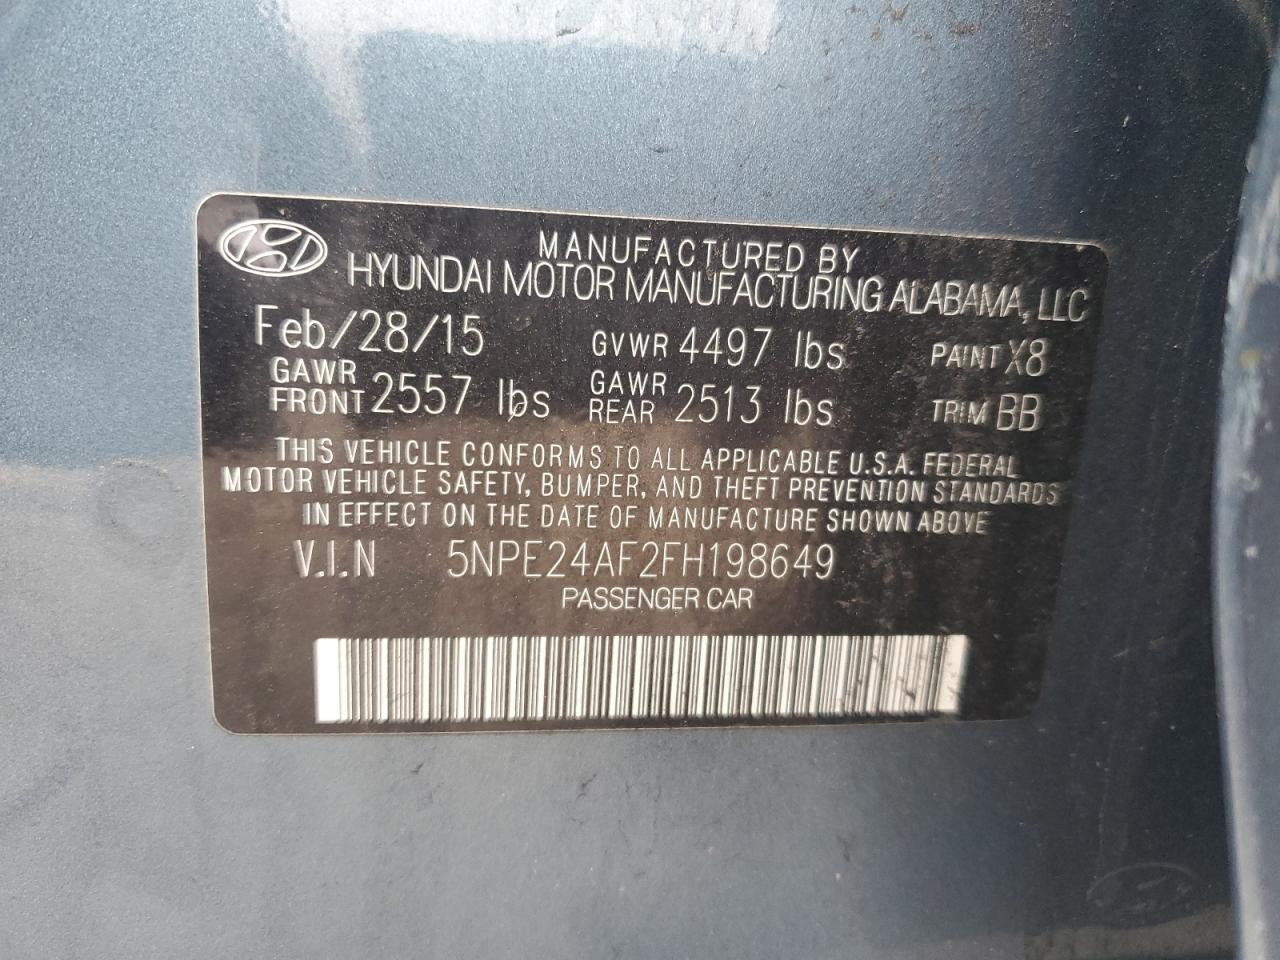 MANUFACTURED BY
HYUNDAI MOTOR MANUFACTURING ALABAMA, LLC
Feb/28/15 GVWR 4497 lbs PAINT X8
GAWR FRONT 2557 lbs GAWR REAR 2513 lbs TRIM BB
THIS VEHICLE CONFORMS TO ALL APPLICABLE U.S.A. FEDERAL
MOTOR VEHICLE SAFETY, BUMPER, AND THEFT PREVENTION STANDARDS
IN EFFECT ON THE DATE OF MANUFACTURE SHOWN ABOVE
V.I.N 5NPE24AF2FH198649
PASSENGER CAR